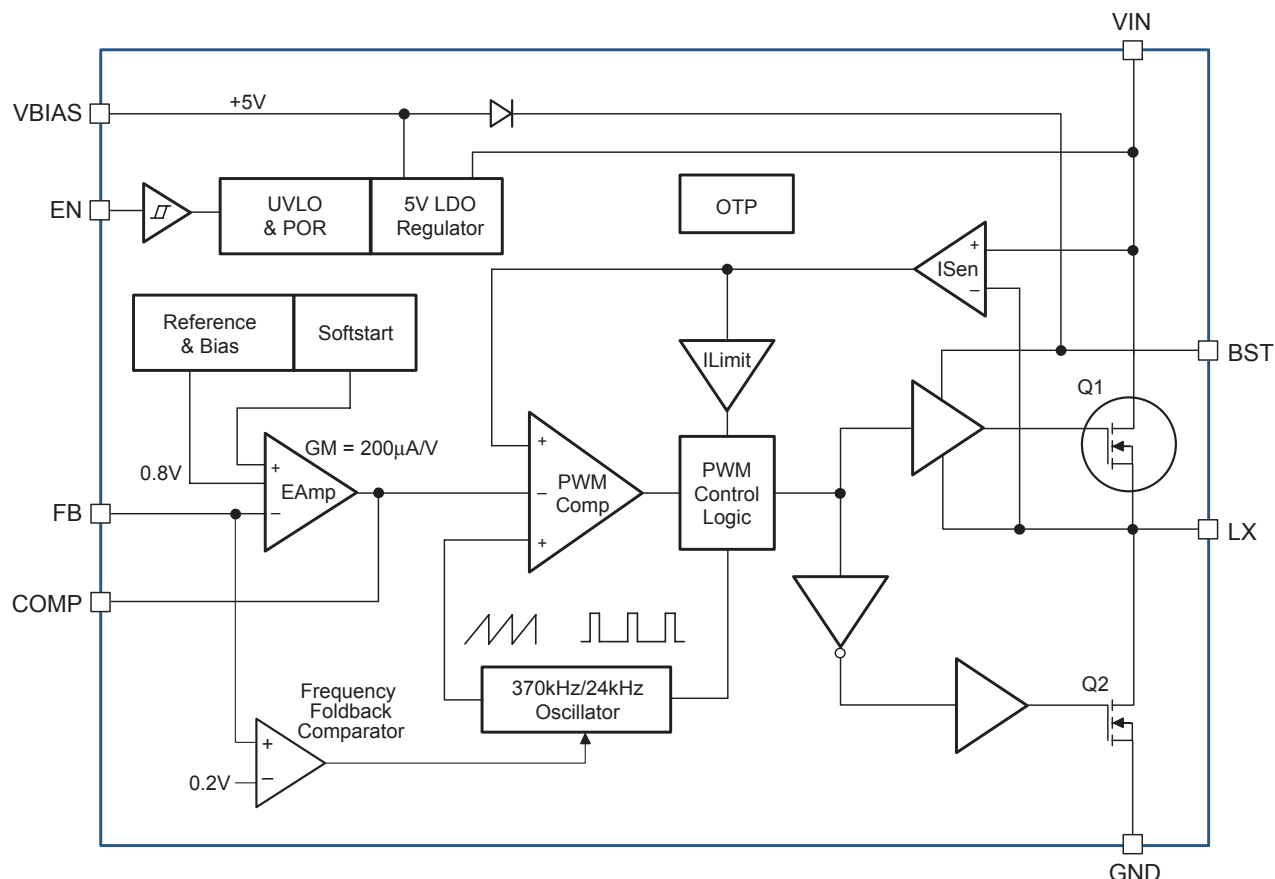 VIN
VBIAS
+5V
EN
UVLO
& POR
5V LDO
Regulator
OTP
+
ISen
−
Reference
& Bias
Softstart
ILimit
BST
Q1
GM = 200μA/V
+
0.8V
EAmp
−
FB
+
−
PWM
Comp
+
PWM
Control
Logic
LX
COMP
370kHz/24kHz
Oscillator
Frequency
Foldback
Comparator
Q2
+
0.2V
−
GND